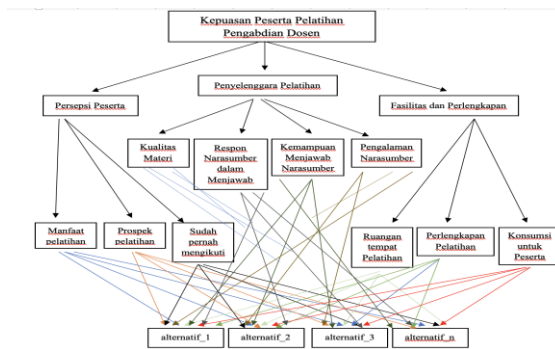 Kepuasan Peserta Pelatihan
Pengabdian Dosen
Persepsi Peserta
Penyelenggara Pelatihan
Fasilitas dan Perlengkapan
Kualitas
Materi
Respon
Narasumber
dalam
Menjawab
Kemampuan
Menjawab
Narasumber
Pengalaman
Narasumber
Manfaat
pelatihan
Prospek
pelatihan
Sudah
pernah
mengikuti
Ruangan
tempat
Pelatihan
Perlengkapan
Pelatihan
Konsumsi
untuk
Peserta
alternatif_1
alternatif_2
alternatif_3
alternatif_n